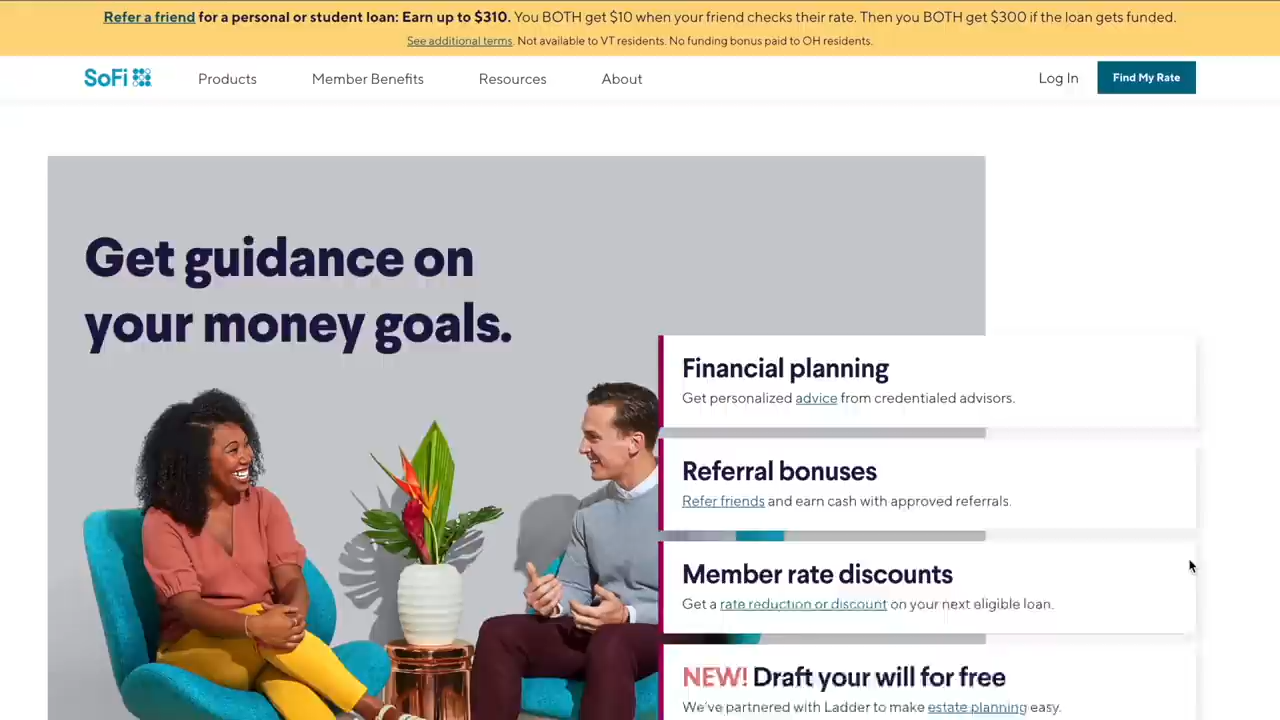 Refer a friend for a personal or student loan: Earn up to $310. You BOTH get $10 when your friend checks their rate. Then you BOTH get $300 if the loan gets funded.
See additional terms. Not available to VT residents. No funding bonus paid to OH residents.
SoFi Products Member Benefits Resources About Log In Find My Rate
Get guidance on
your money goals.
Financial planning
Get personalized advice from credentialed advisors.
Referral bonuses
Refer friends and earn cash with approved referrals.
Member rate discounts
Get a rate reduction or discount on your next eligible loan.
NEW! Draft your will for free
We've partnered with Ladder to make estate planning easy.